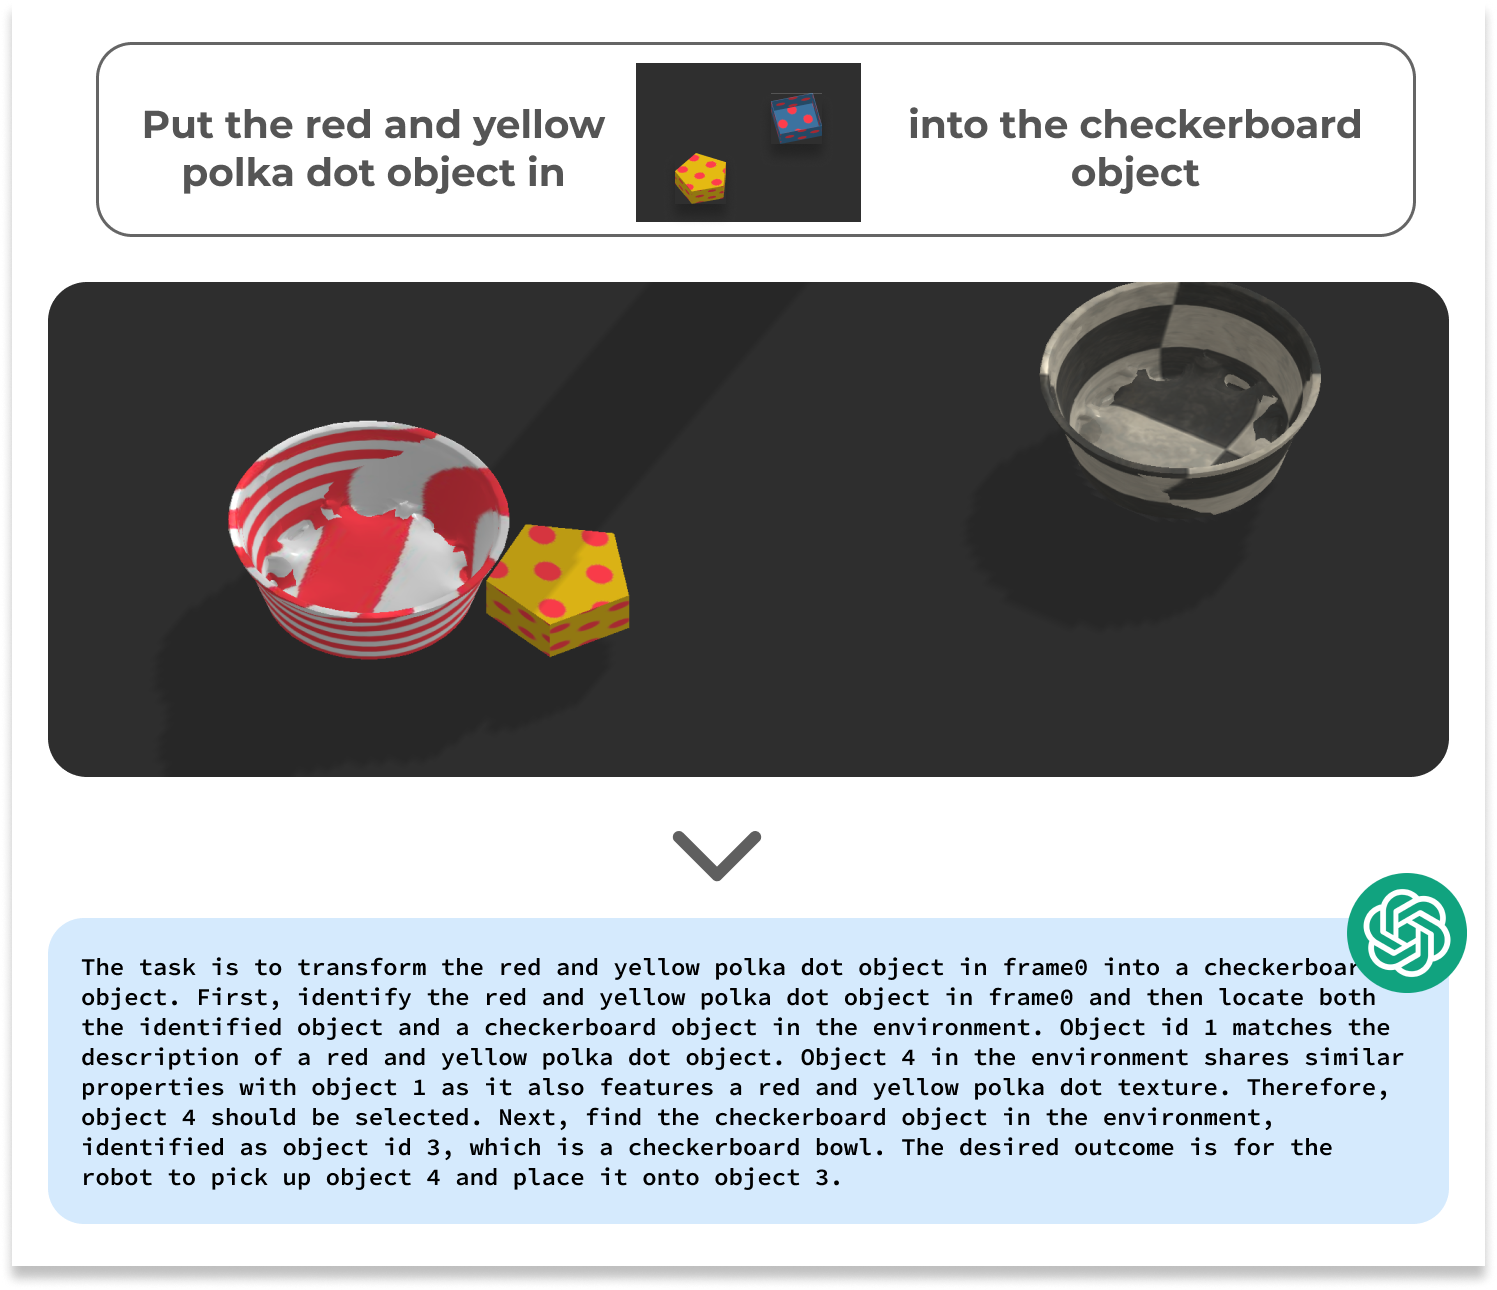 Put the red and yellow
polka dot object in
into the checkerboard
object
The task is to transform the red and yellow polka dot object in frame0 into a checkerboar
object. First, identify the red and yellow polka dot object in frame0 and then locate both
the identified object and a checkerboard object in the environment. Object id 1 matches the
description of a red and yellow polka dot object. Object 4 in the environment shares similar
properties with object 1 as it also features a red and yellow polka dot texture. Therefore,
object 4 should be selected. Next, find the checkerboard object in the environment,
identified as object id 3, which is a checkerboard bowl. The desired outcome is for the
robot to pick up object 4 and place it onto object 3.